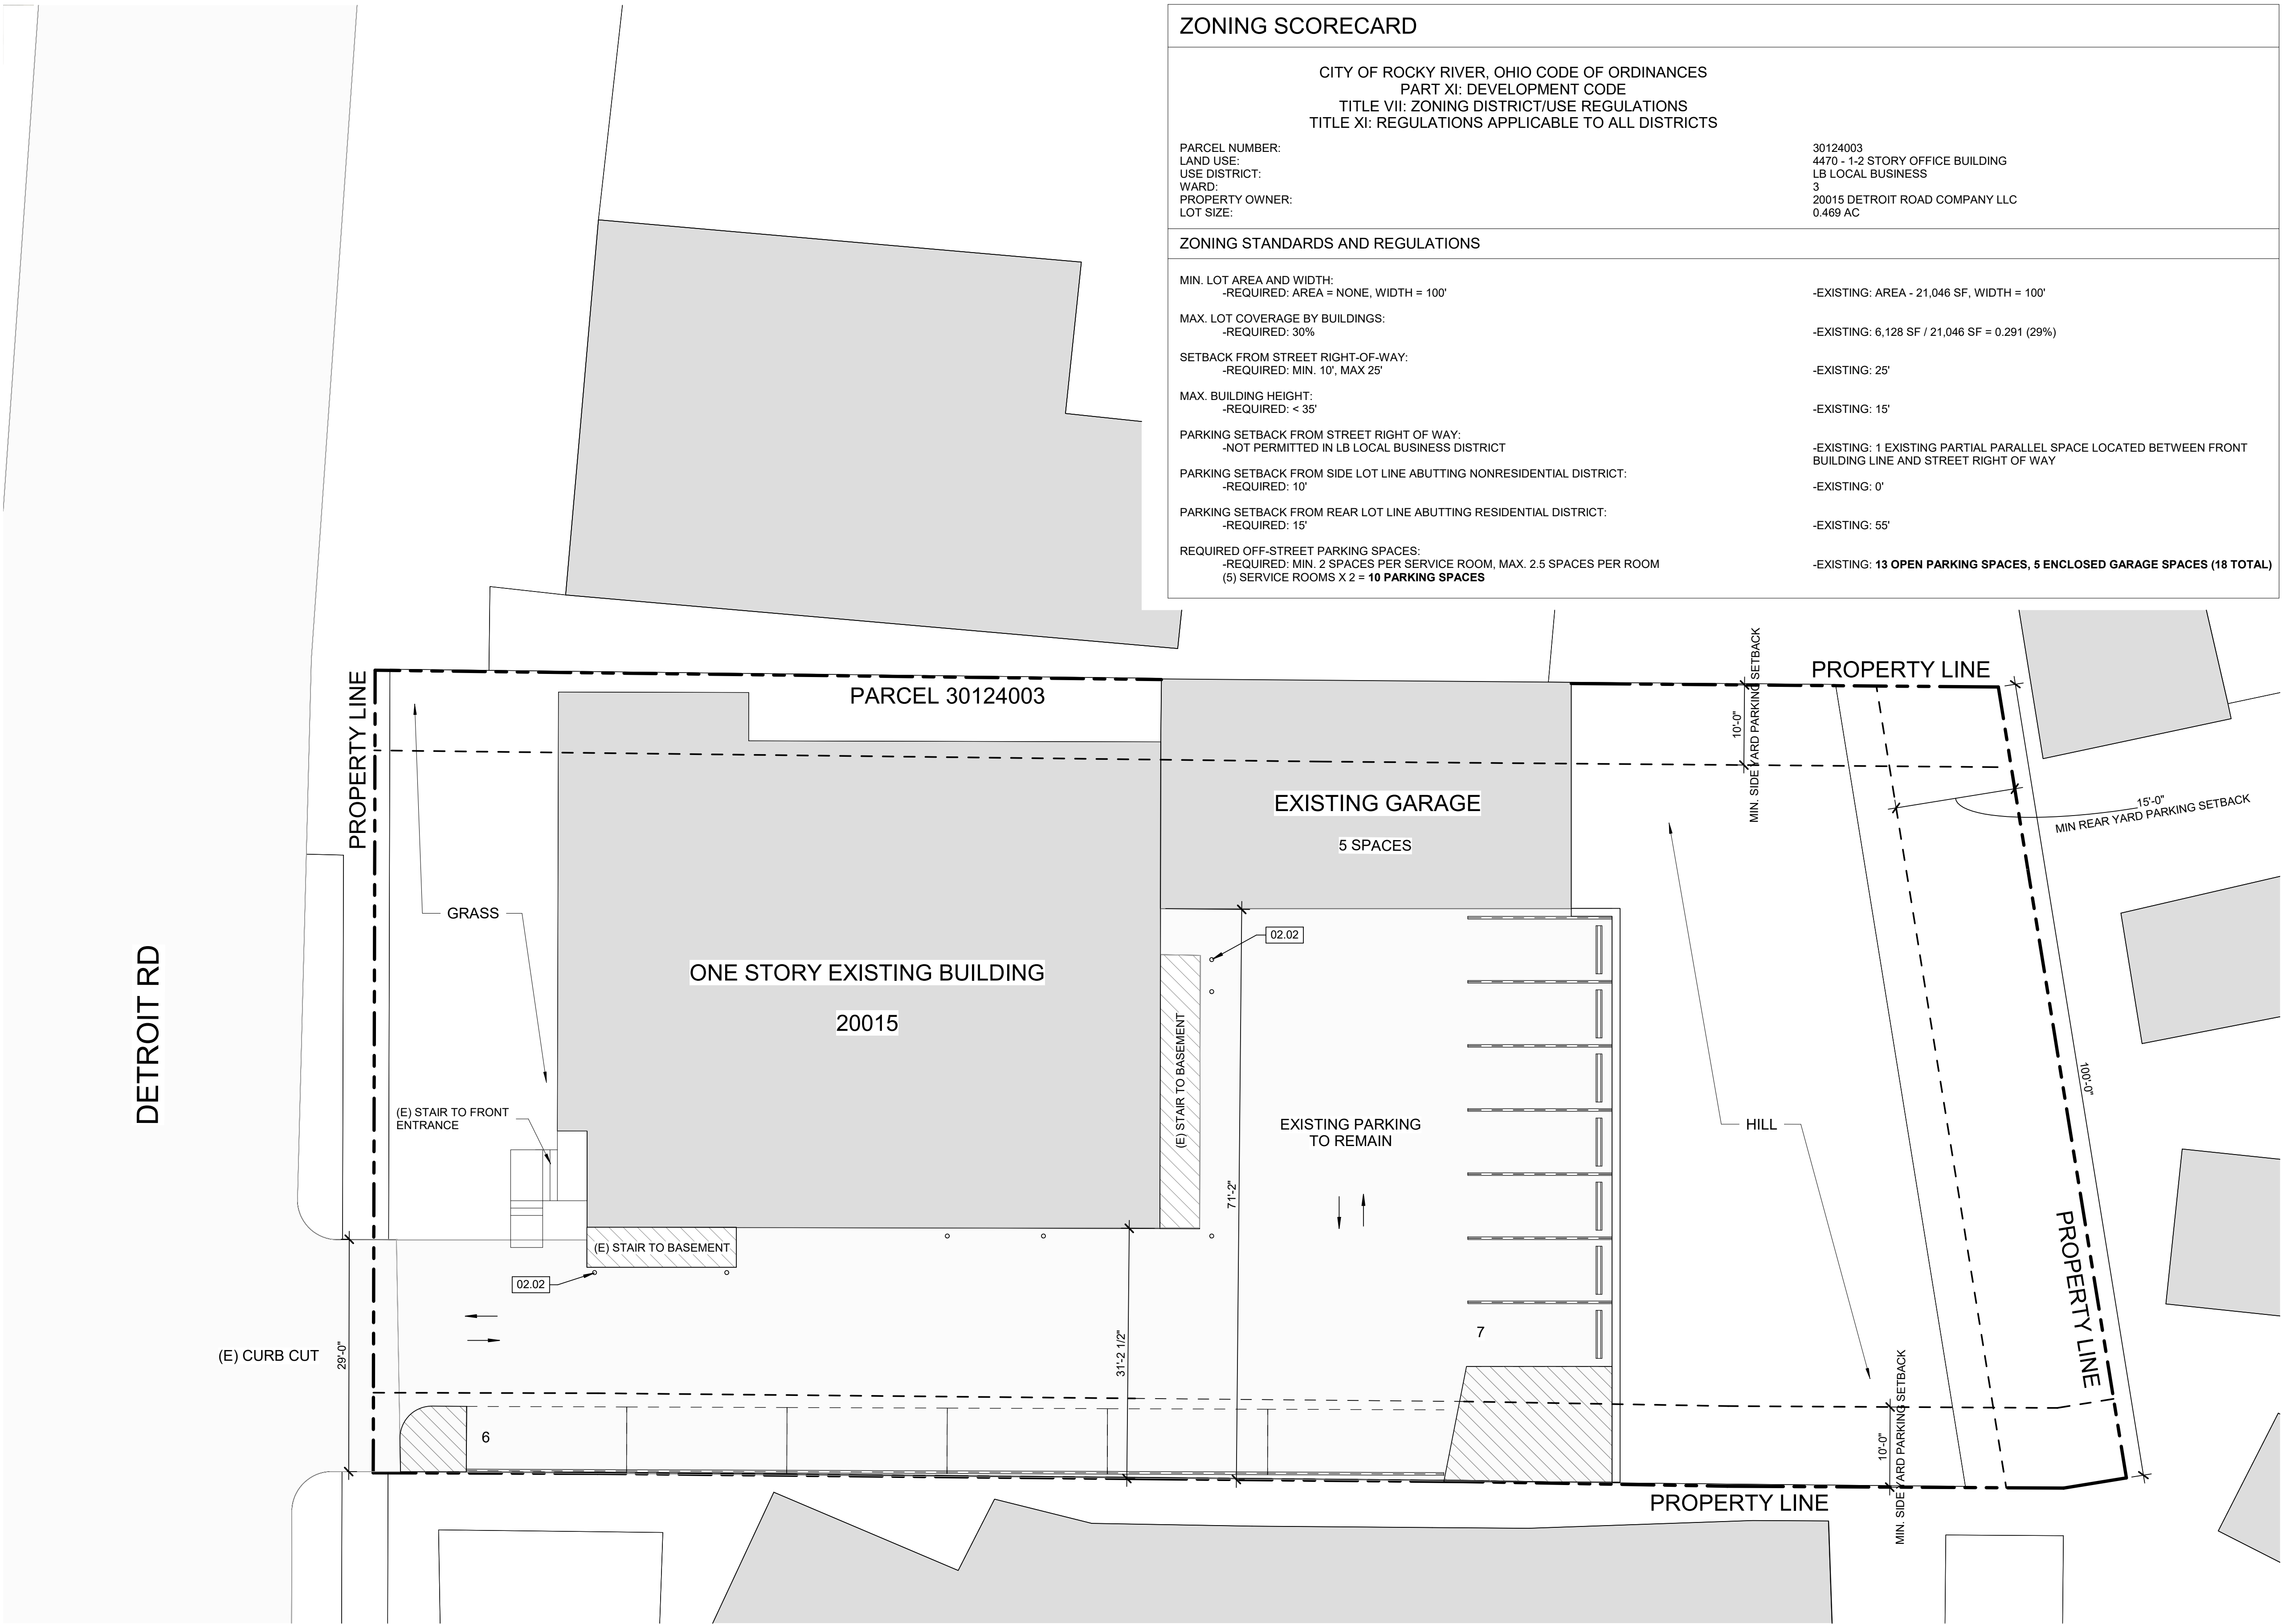 ZONING SCORECARD
CITY OF ROCKY RIVER, OHIO CODE OF ORDINANCES
PART XI: DEVELOPMENT CODE
TITLE VII: ZONING DISTRICT/USE REGULATIONS
TITLE XI: REGULATIONS APPLICABLE TO ALL DISTRICTS
PARCEL NUMBER: 30124003
LAND USE: 4470 - 1-2 STORY OFFICE BUILDING
USE DISTRICT: LB LOCAL BUSINESS
WARD: 3
PROPERTY OWNER: 20015 DETROIT ROAD COMPANY LLC
LOT SIZE: 0.469 AC
ZONING STANDARDS AND REGULATIONS
MIN. LOT AREA AND WIDTH:
-REQUIRED: AREA = NONE, WIDTH = 100' -EXISTING: AREA - 21,046 SF, WIDTH = 100'
MAX. LOT COVERAGE BY BUILDINGS:
-REQUIRED: 30% -EXISTING: 6,128 SF / 21,046 SF = 0.291 (29%)
SETBACK FROM STREET RIGHT-OF-WAY:
-REQUIRED: MIN. 10', MAX 25' -EXISTING: 25'
MAX. BUILDING HEIGHT:
-REQUIRED: < 35' -EXISTING: 15'
PARKING SETBACK FROM STREET RIGHT OF WAY:
-NOT PERMITTED IN LB LOCAL BUSINESS DISTRICT -EXISTING: 1 EXISTING PARTIAL PARALLEL SPACE LOCATED BETWEEN FRONT
BUILDING LINE AND STREET RIGHT OF WAY
PARKING SETBACK FROM SIDE LOT LINE ABUTTING NONRESIDENTIAL DISTRICT:
-REQUIRED: 10' -EXISTING: 0'
PARKING SETBACK FROM REAR LOT LINE ABUTTING RESIDENTIAL DISTRICT:
-REQUIRED: 15' -EXISTING: 55'
REQUIRED OFF-STREET PARKING SPACES:
-REQUIRED: MIN. 2 SPACES PER SERVICE ROOM, MAX. 2.5 SPACES PER ROOM -EXISTING: 13 OPEN PARKING SPACES, 5 ENCLOSED GARAGE SPACES (18 TOTAL)
(5) SERVICE ROOMS X 2 = 10 PARKING SPACES
PROPERTY LINE
PARCEL 30124003
PROPERTY LINE
10'-0"
MIN. SIDE YARD PARKING SETBACK
EXISTING GARAGE
5 SPACES
15'-0"
MIN REAR YARD PARKING SETBACK
GRASS
02.02
DETROIT RD
ONE STORY EXISTING BUILDING
20015
(E) STAIR TO BASEMENT
(E) STAIR TO FRONT
ENTRANCE
EXISTING PARKING
TO REMAIN
71'-2"
HILL
100'-0"
PROPERTY LINE
(E) STAIR TO BASEMENT
02.02
(E) CURB CUT
29'-0"
31'-2 1/2"
7
6
10'-0"
MIN. SIDE YARD PARKING SETBACK
PROPERTY LINE